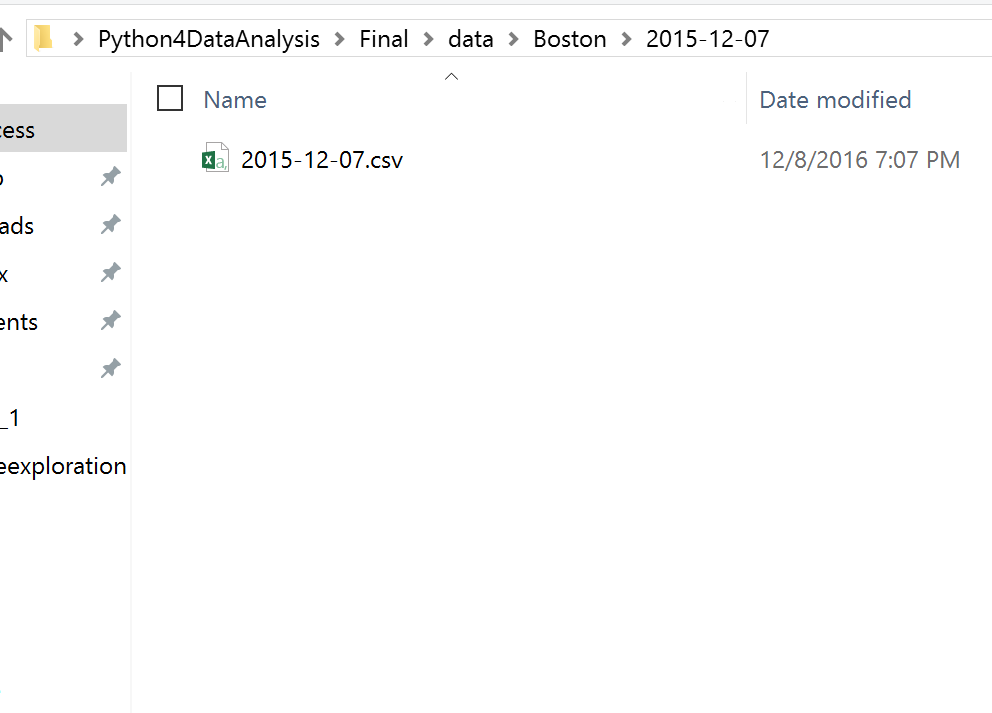 Python4DataAnalysis > Final > data > Boston > 2015-12-07
Name Date modified
cess
2015-12-07.csv 12/8/2016 7:07 PM
ads
x
ents
_1
eexploration